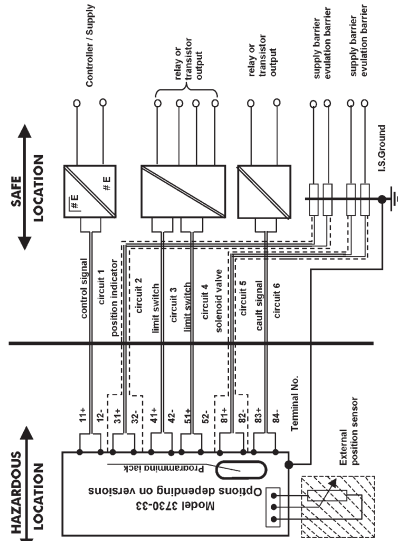 SAFE
LOCATION
Controller / Supply
relay or
transistor
output
relay or
transistor
output
supply barrier
evulation barrier
supply barrier
evulation barrier
#E
#E
I.S.Ground
control signal
circuit 1
position indicator
circuit 2
limit switch
circuit 3
limit switch
circuit 4
solenoid valve
circuit 5
cault signal
circuit 6
HAZARDOUS
LOCATION
11+
12-
31+
32-
41+
42-
51+
52-
81+
82-
83+
84-
Terminal No.
Programming jack
Model 3730-33
Options depending on versions
External
position sensor